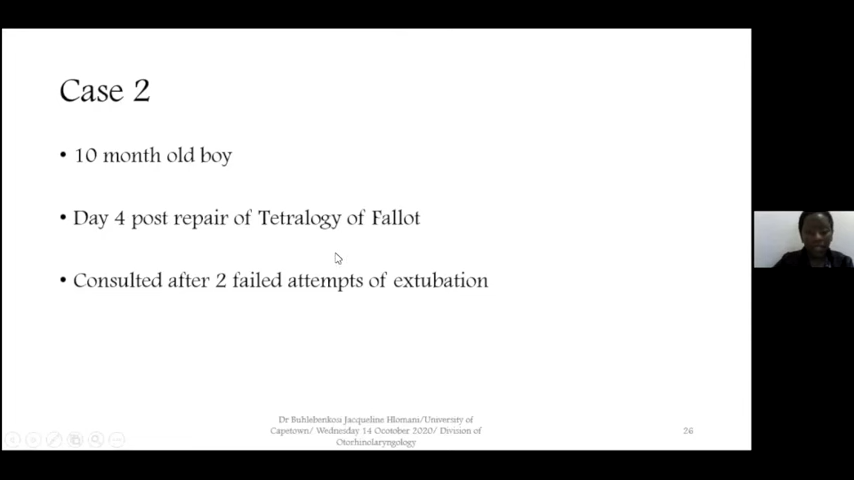 Case 2
• 10 month old boy
• Day 4 post repair of Tetralogy of Fallot
• Consulted after 2 failed attempts of extubation
Dr Buhlebenkosi Jacqueline Hlomani/University of
Capetown/ Wednesday 14 Ocotober 2020/ Division of
Otorhinolaryngology
26